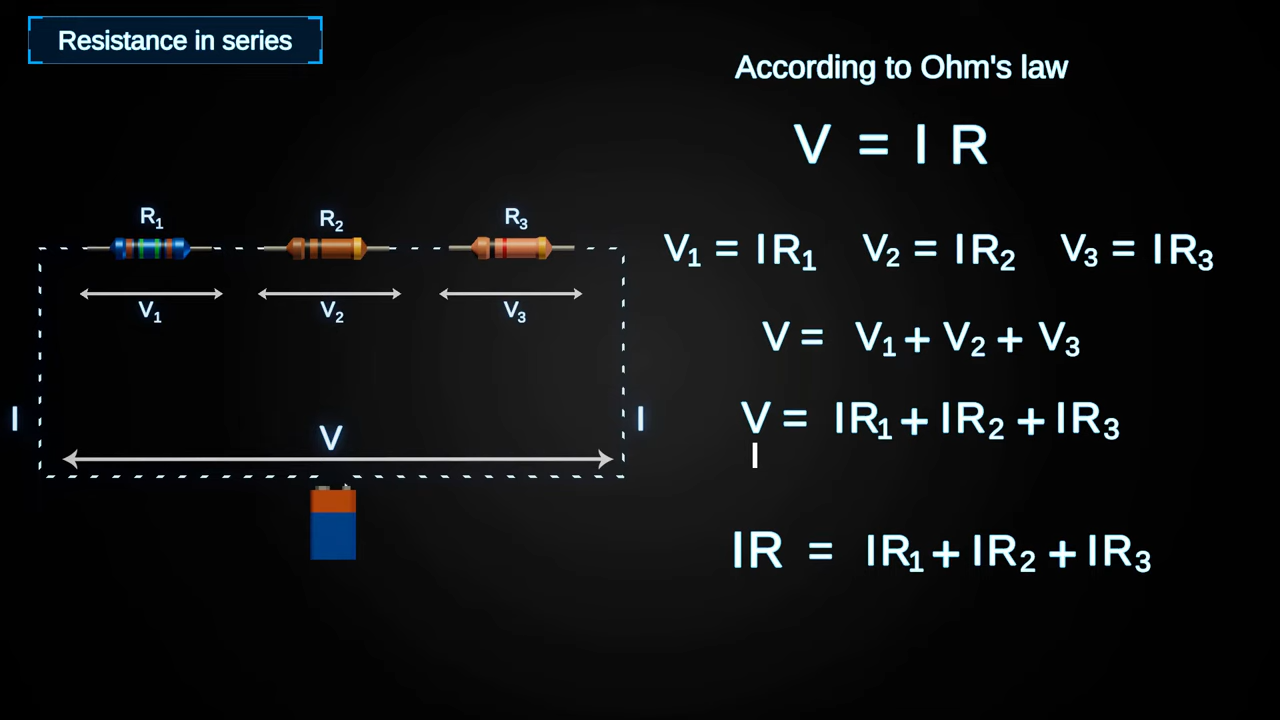 Resistance in series
According to Ohm's law
V = I R
R₁ R₂ R₃
V₁ = IR₁ V₂ = IR₂ V₃ = IR₃
V₁ V₂ V₃
V = V₁ + V₂ + V₃
I V I
V = IR₁ + IR₂ + IR₃
I
IR = IR₁ + IR₂ + IR₃